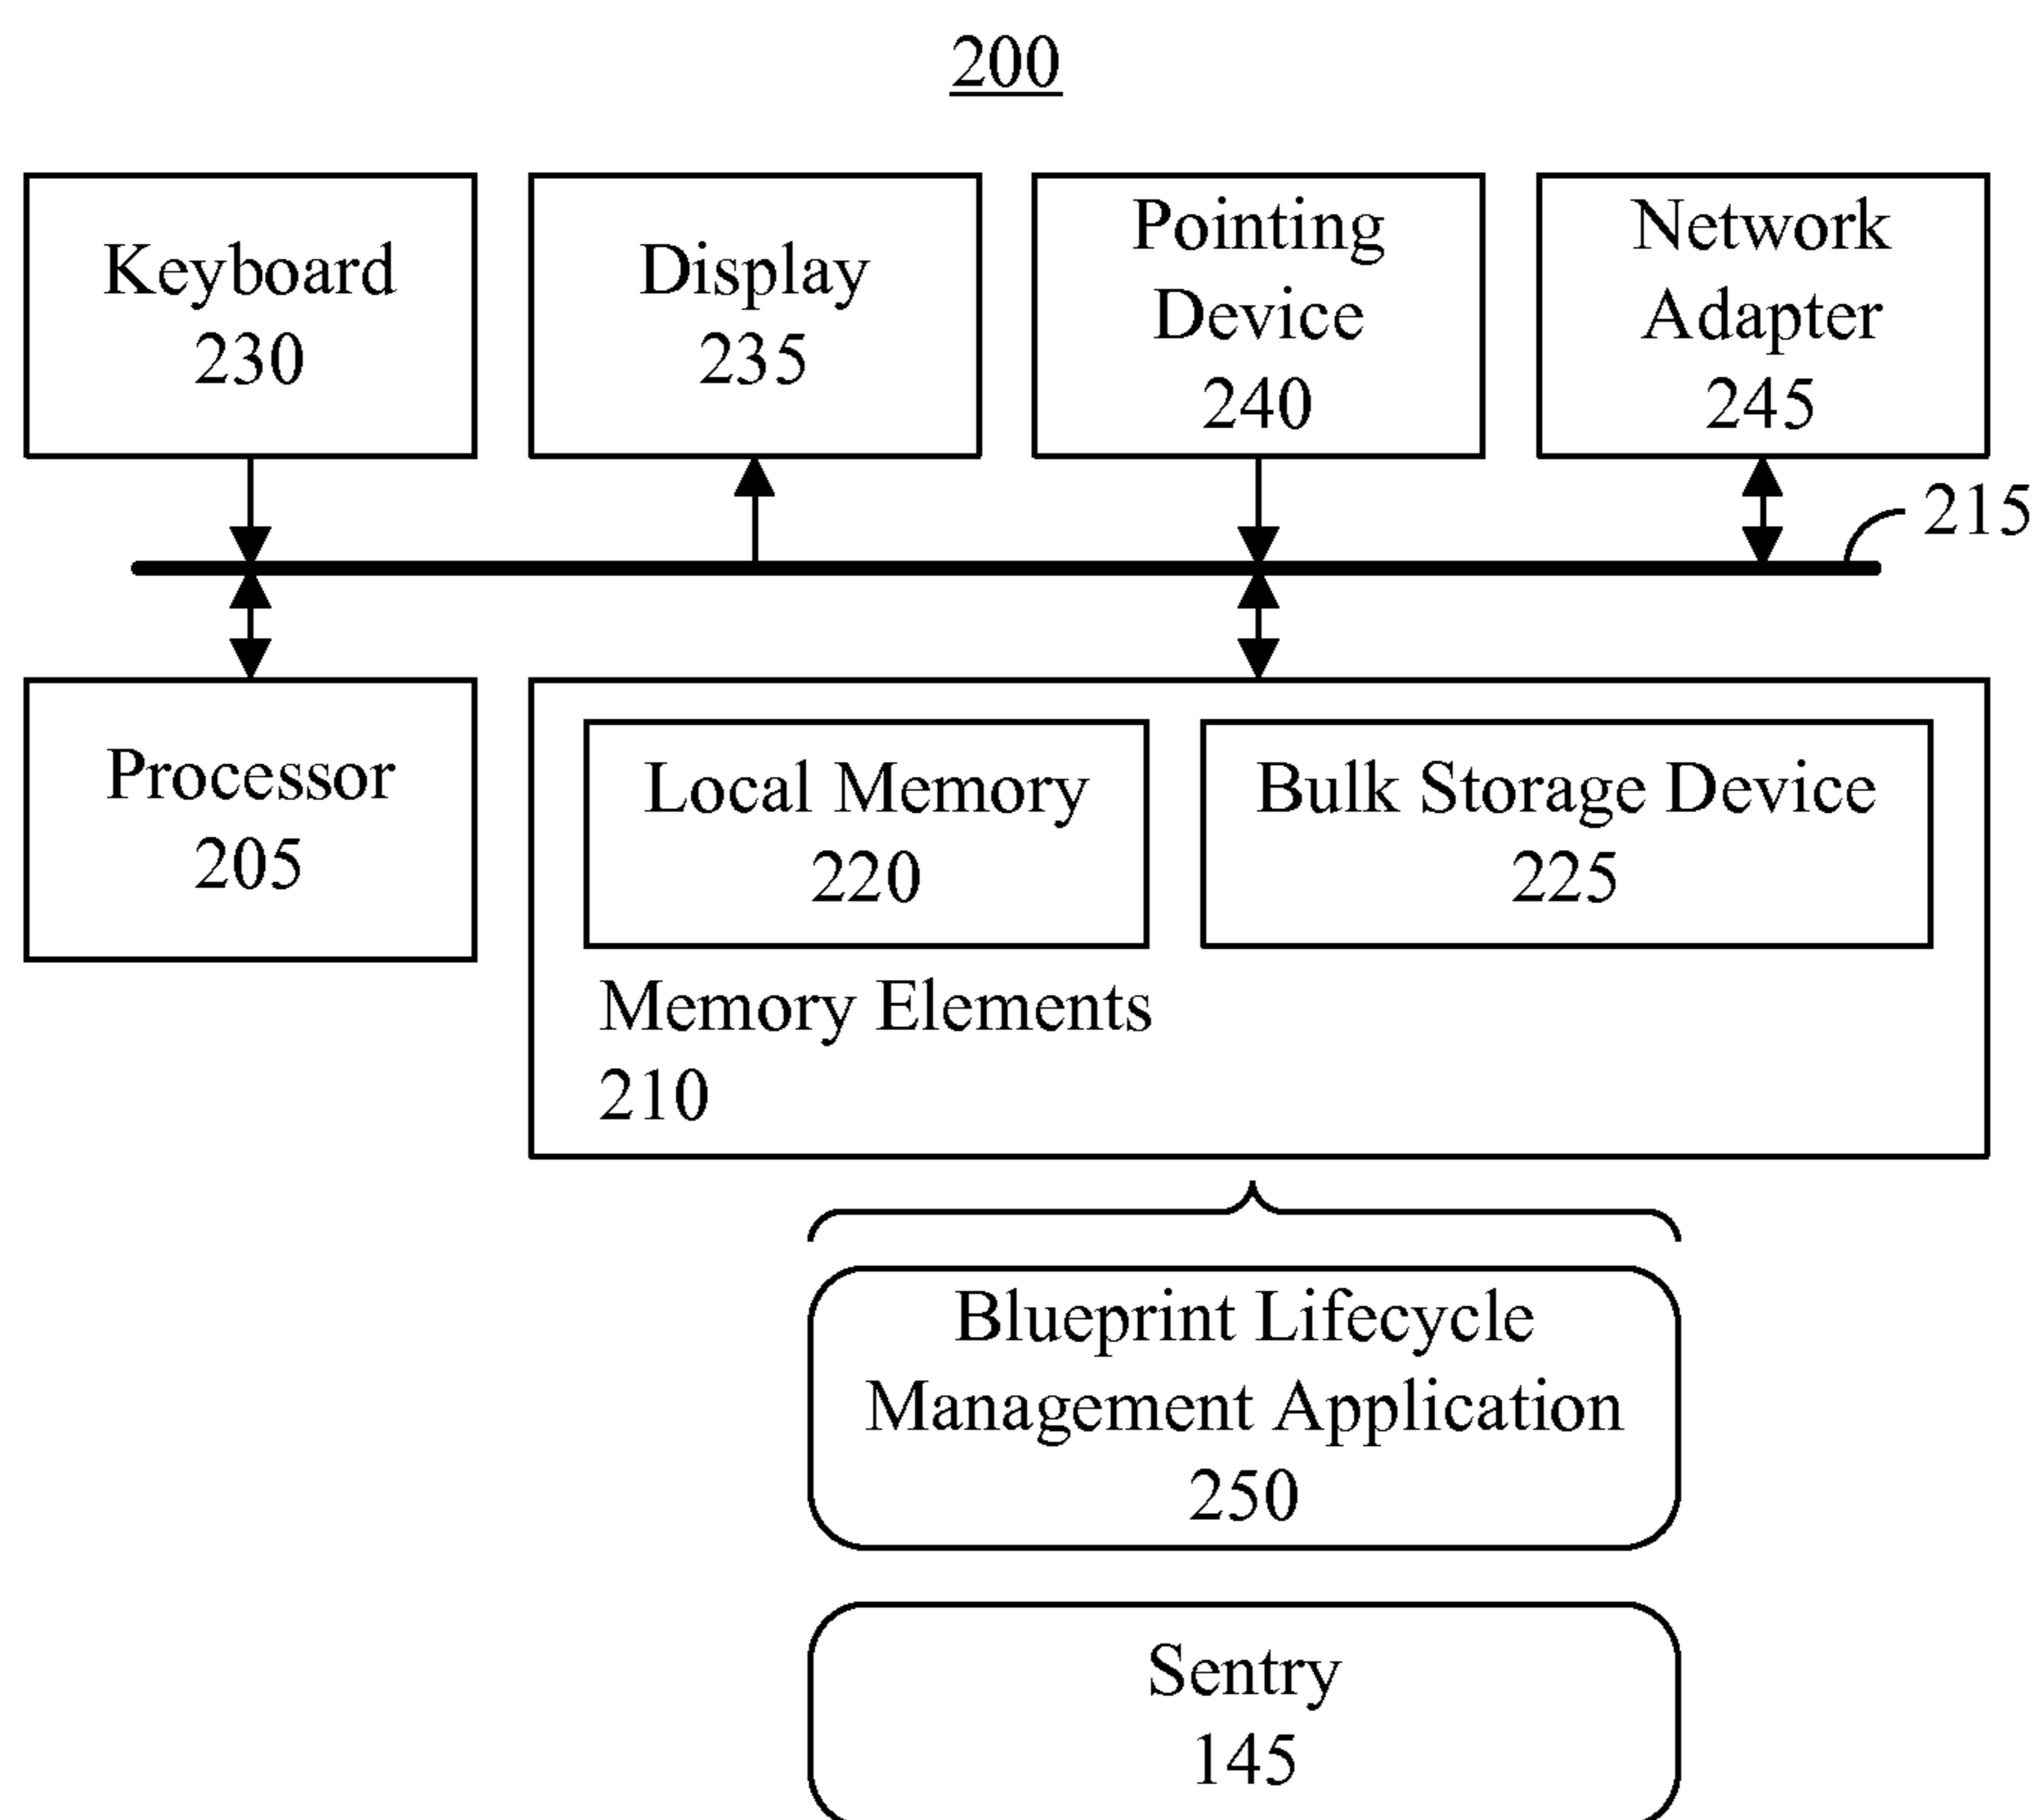 200
Keyboard
230
Display
235
Pointing
Device
240
Network
Adapter
245
215
Processor
205
Local Memory
220
Bulk Storage Device
225
Memory Elements
210
Blueprint Lifecycle
Management Application
250
Sentry
145